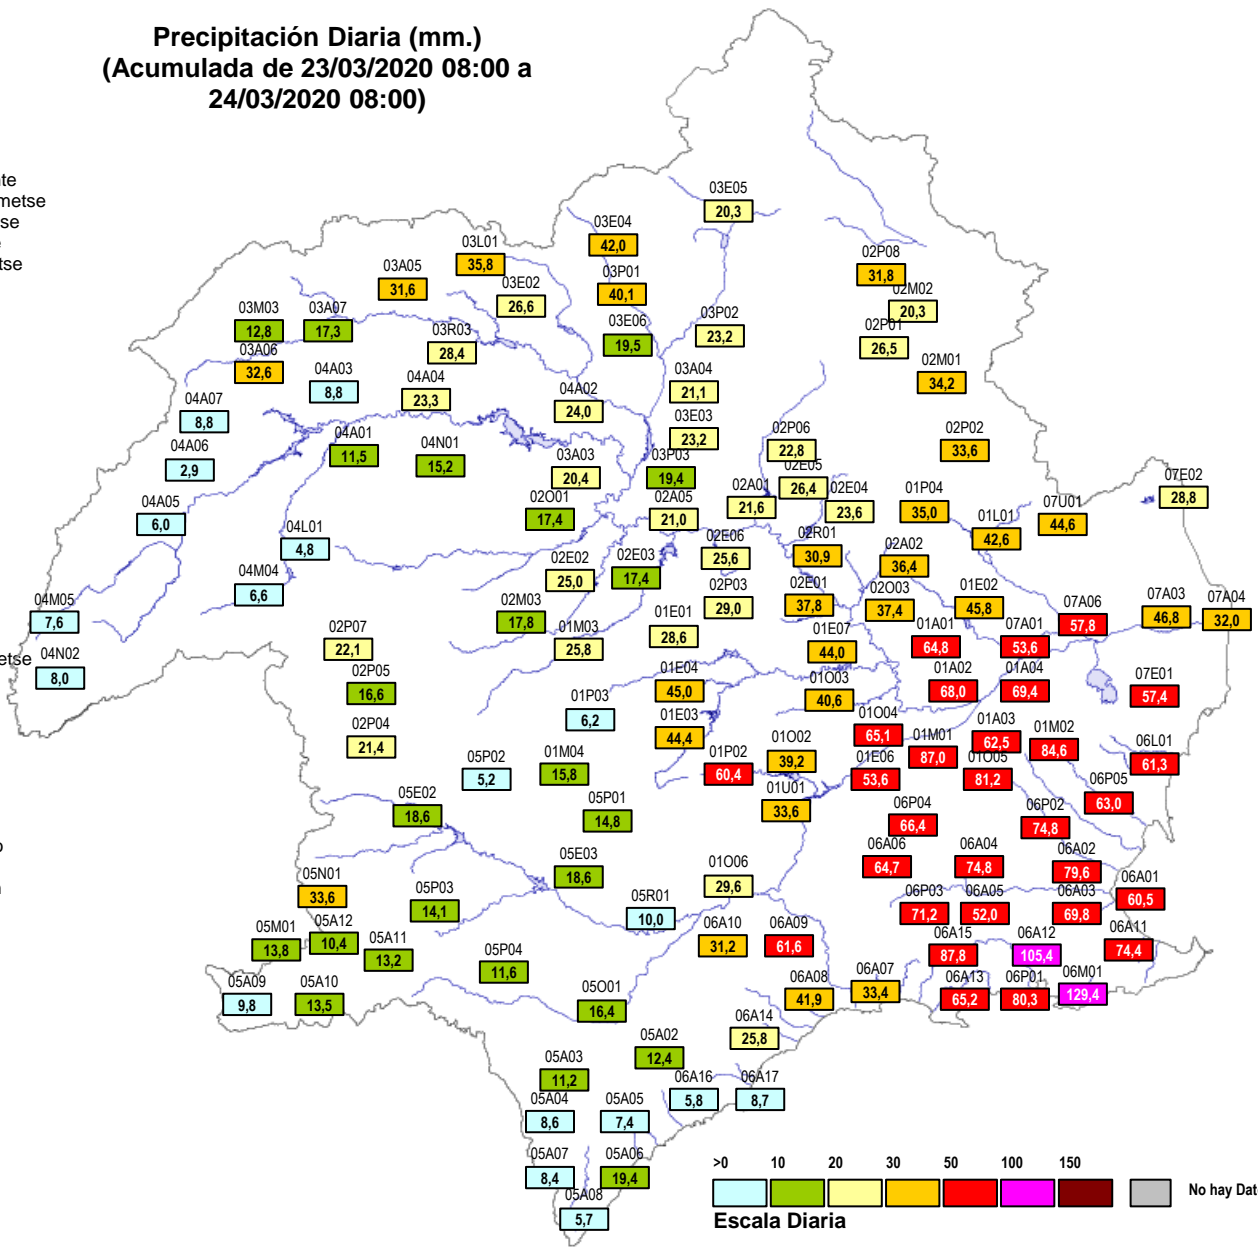 Precipitación Diaria (mm.)
(Acumulada de 23/03/2020 08:00 a
24/03/2020 08:00)
nte
metse
se
e
tse
etse
o
n
03E05
20,3
03E04
42,0
03L01
35,8
02P08
31,8
03A05
31,6
03P01
40,1
03E02
26,6
02M02
20,3
03M03
12,8
03A07
17,3
03P02
23,2
03R03
28,4
03E06
19,5
02P01
26,5
03A06
32,6
02M01
34,2
04A03
8,8
04A04
23,3
03A04
21,1
04A02
24,0
04A07
8,8
03E03
23,2
04A01
11,5
04N01
15,2
02P06
22,8
02P02
33,6
04A06
2,9
03A03
20,4
03P03
19,4
02E05
26,4
07E02
28,8
04A05
6,0
02O01
17,4
02A05
21,0
02A01
21,6
02E04
23,6
01P04
35,0
07U01
44,6
04L01
4,8
01L01
42,6
02E06
25,6
02R01
30,9
02A02
36,4
04M04
6,6
02E02
25,0
02E03
17,4
04M05
7,6
02M03
17,8
02P03
29,0
02E01
37,8
02O03
37,4
01E02
45,8
07A06
57,8
07A03
46,8
07A04
32,0
02P07
22,1
01M03
25,8
01E01
28,6
01E07
44,0
01A01
64,8
07A01
53,6
04N02
8,0
02P05
16,6
01E04
45,0
01O03
40,6
01A02
68,0
01A04
69,4
07E01
57,4
01P03
6,2
02P04
21,4
01E03
44,4
01O04
65,1
01A03
62,5
01M02
84,6
05P02
5,2
01M04
15,8
01P02
60,4
01O02
39,2
01M01
87,0
01E06
53,6
01O05
81,2
06L01
61,3
05E02
18,6
05P01
14,8
01U01
33,6
06P04
66,4
06P02
74,8
06P05
63,0
05E03
18,6
01O06
29,6
06A06
64,7
06A04
74,8
06A02
79,6
05N01
33,6
05P03
14,1
05R01
10,0
06P03
71,2
06A05
52,0
06A03
69,8
06A01
60,5
05M01
13,8
05A12
10,4
05A11
13,2
06A10
31,2
06A09
61,6
06A15
87,8
06A12
105,4
06A11
74,4
05P04
11,6
05A09
9,8
05A10
13,5
05O01
16,4
06A08
41,9
06A07
33,4
06A13
65,2
06P01
80,3
06M01
129,4
06A14
25,8
05A02
12,4
05A03
11,2
06A16
5,8
06A17
8,7
05A04
8,6
05A05
7,4
05A07
8,4
05A06
19,4
05A08
5,7
>0 10 20 30 50 100 150
No hay Dat
Escala Diaria